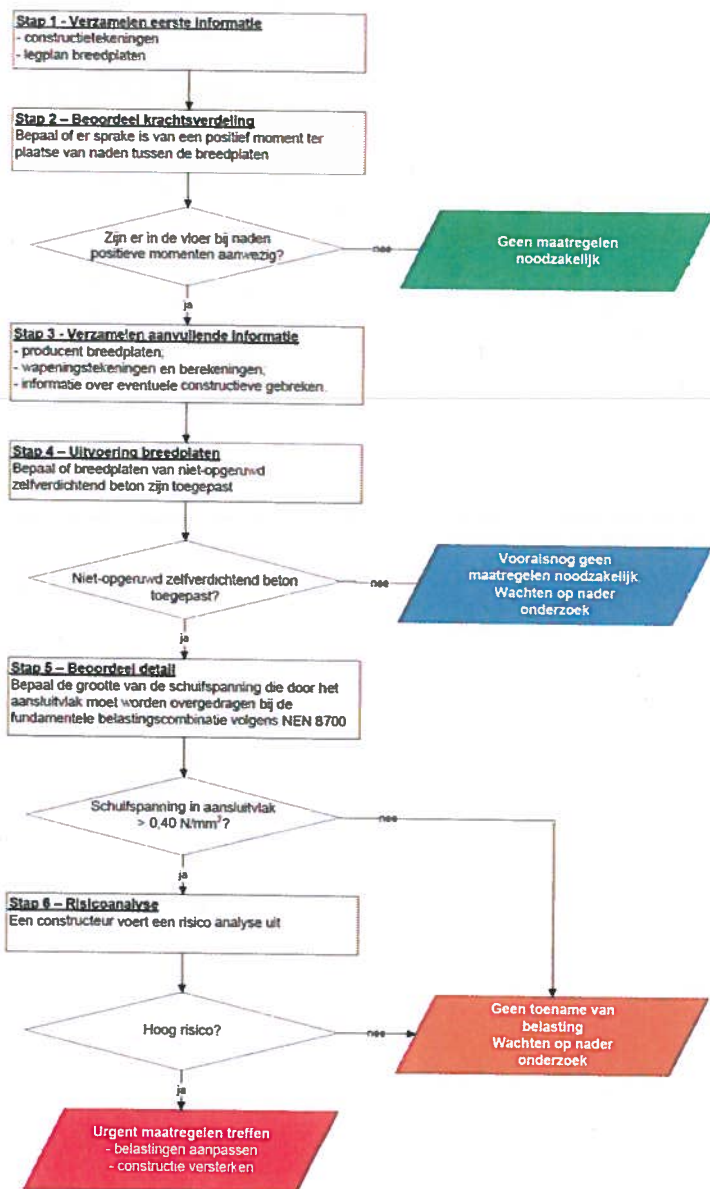 Stap 1 - Verzamelen eerste informatie
- constructietekeningen
- legplan breedplaten
Stap 2 – Beoordeel krachtsverdeling
Bepaal of er sprake is van een positief moment ter
plaatse van naden tussen de breedplaten
Zijn er in de vloer bij naden
positieve momenten aanwezig?
nee
Geen maatregelen
noodzakelijk
ja
Stap 3 - Verzamelen aanvullende informatie
- producent breedplaten;
- wapeningstekeningen en berekeningen;
- informatie over eventuele constructieve gebreken.
Stap 4 – Uitvoering breedplaten
Bepaal of breedplaten van niet-opgeruwd
zelfverdichtend beton zijn toegepast
Niet-opgeruwd zelfverdichtend beton
toegepast?
nee
Vooralsnog geen
maatregelen noodzakelijk
Wachten op nader
onderzoek
ja
Stap 5 – Beoordeel detail
Bepaal de grootte van de schuifspanning die door het
aansluitvlak moet worden overgedragen bij de
fundamentele belastingscombinatie volgens NEN 8700
Schuifspanning in aansluitvlak
> 0,40 N/mm²?
nee
ja
Stap 6 – Risicoanalyse
Een constructeur voert een risico analyse uit
Hoog risico?
nee
Geen toename van
belasting
Wachten op nader
onderzoek
ja
Urgent maatregelen treffen
- belastingen aanpassen
- constructie versterken